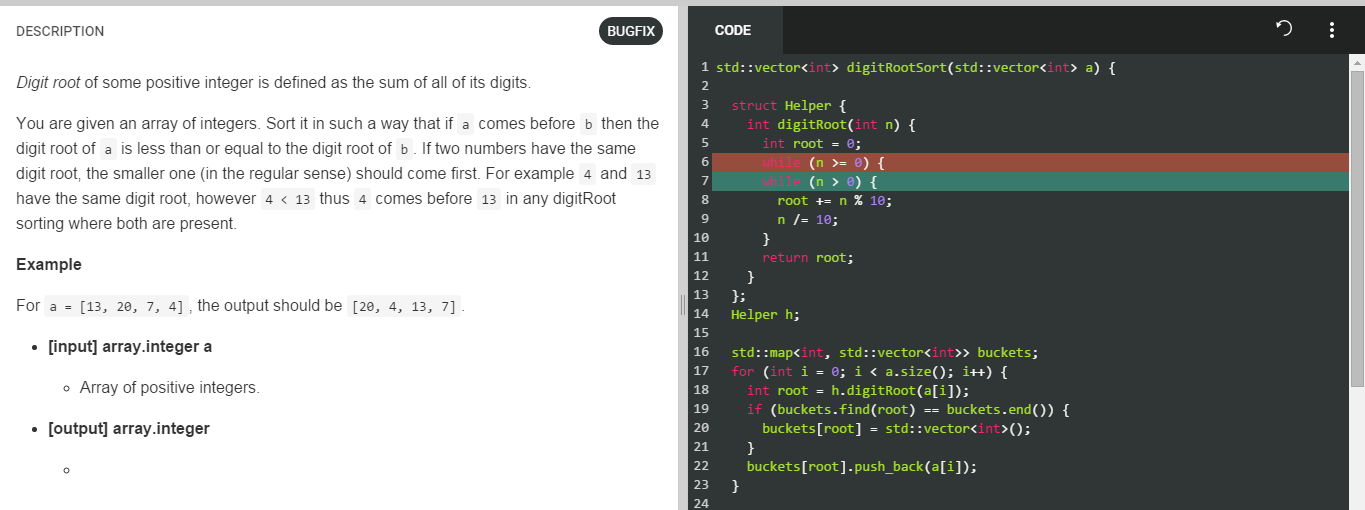 DESCRIPTION
BUGFIX
Digit root of some positive integer is defined as the sum of all of its digits.
You are given an array of integers. Sort it in such a way that if a comes before b then the
digit root of a is less than or equal to the digit root of b. If two numbers have the same
digit root, the smaller one (in the regular sense) should come first. For example 4 and 13
have the same digit root, however 4 < 13 thus 4 comes before 13 in any digitRoot
sorting where both are present.
Example
For a = [13, 20, 7, 4], the output should be [20, 4, 13, 7].
• [input] array.integer a
◦ Array of positive integers.
• [output] array.integer
◦
CODE
1 std::vector<int> digitRootSort(std::vector<int> a) {
2
3   struct Helper {
4     int digitRoot(int n) {
5       int root = 0;
6       while (n >= 0) {
7       while (n > 0) {
8         root += n % 10;
9         n /= 10;
10       }
11       return root;
12     }
13   };
14   Helper h;
15
16   std::map<int, std::vector<int>> buckets;
17   for (int i = 0; i < a.size(); i++) {
18     int root = h.digitRoot(a[i]);
19     if (buckets.find(root) == buckets.end()) {
20       buckets[root] = std::vector<int>();
21     }
22     buckets[root].push_back(a[i]);
23   }
24